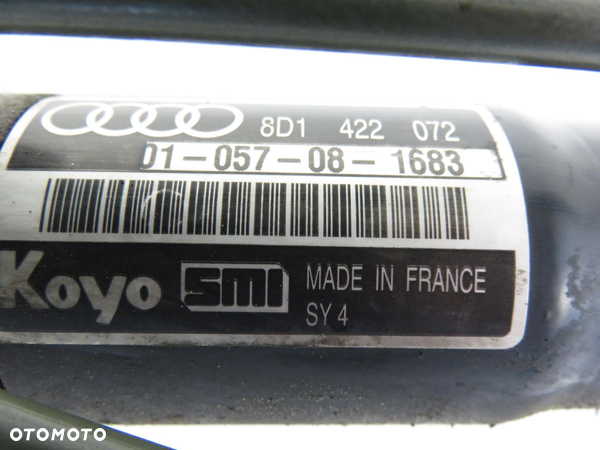 8D1 422 072
01-057-08-1683
Koyo SMI MADE IN FRANCE
SY 4
OTOMOTO